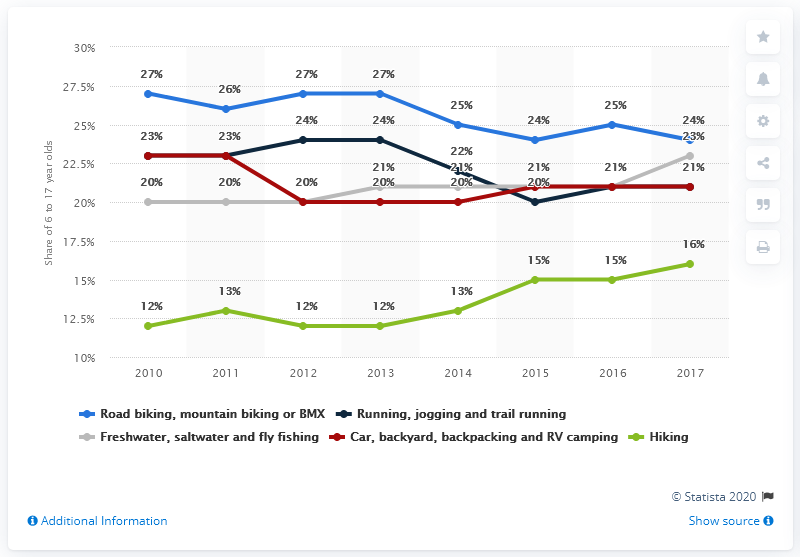 30%
27.5%
25%
22.5%
20%
17.5%
15%
12.5%
10%
Share of 6 to 17 year olds
27% 26% 27% 27% 25% 24% 25% 24%
23% 23% 24% 24% 22% 20% 21% 21%
20% 20% 20% 21% 21% 21% 21% 23%
20% 20% 20%
12% 13% 12% 12% 13% 15% 15% 16%
2010 2011 2012 2013 2014 2015 2016 2017
Road biking, mountain biking or BMX Running, jogging and trail running
Freshwater, saltwater and fly fishing Car, backyard, backpacking and RV camping Hiking
© Statista 2020
Additional Information Show source